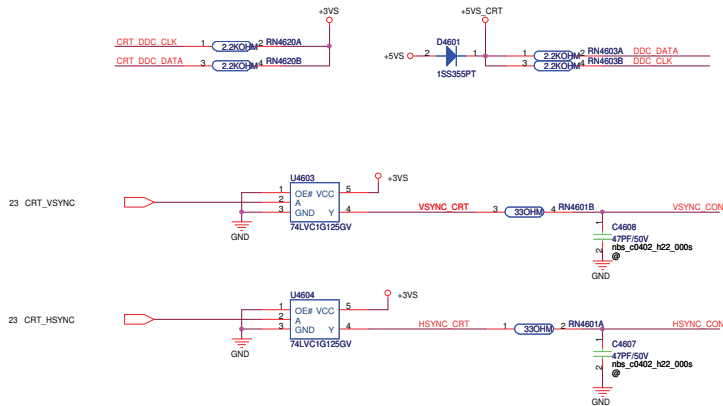 +3VS
CRT_DDC_CLK 1 2.2KOHM 2 RN4620A
CRT_DDC_DATA 3 2.2KOHM 4 RN4620B
+5VS_CRT
D4601
+5VS 2 1
1SS355PT
1 2.2KOHM 2 RN4603A DDC_DATA
3 2.2KOHM 4 RN4603B DDC_CLK
U4603
+3VS
1 OE# VCC 5
23 CRT_VSYNC 2 A
3 GND Y 4 VSYNC_CRT 3 33OHM 4 RN4601B VSYNC_CON
74LVC1G125GV
GND
1 C4608
47PF/50V
2 nbs_c0402_h22_000s
@
GND
U4604
+3VS
1 OE# VCC 5
23 CRT_HSYNC 2 A
3 GND Y 4 HSYNC_CRT 1 33OHM 2 RN4601A HSYNC_CON
74LVC1G125GV
GND
1 C4607
47PF/50V
2 nbs_c0402_h22_000s
@
GND